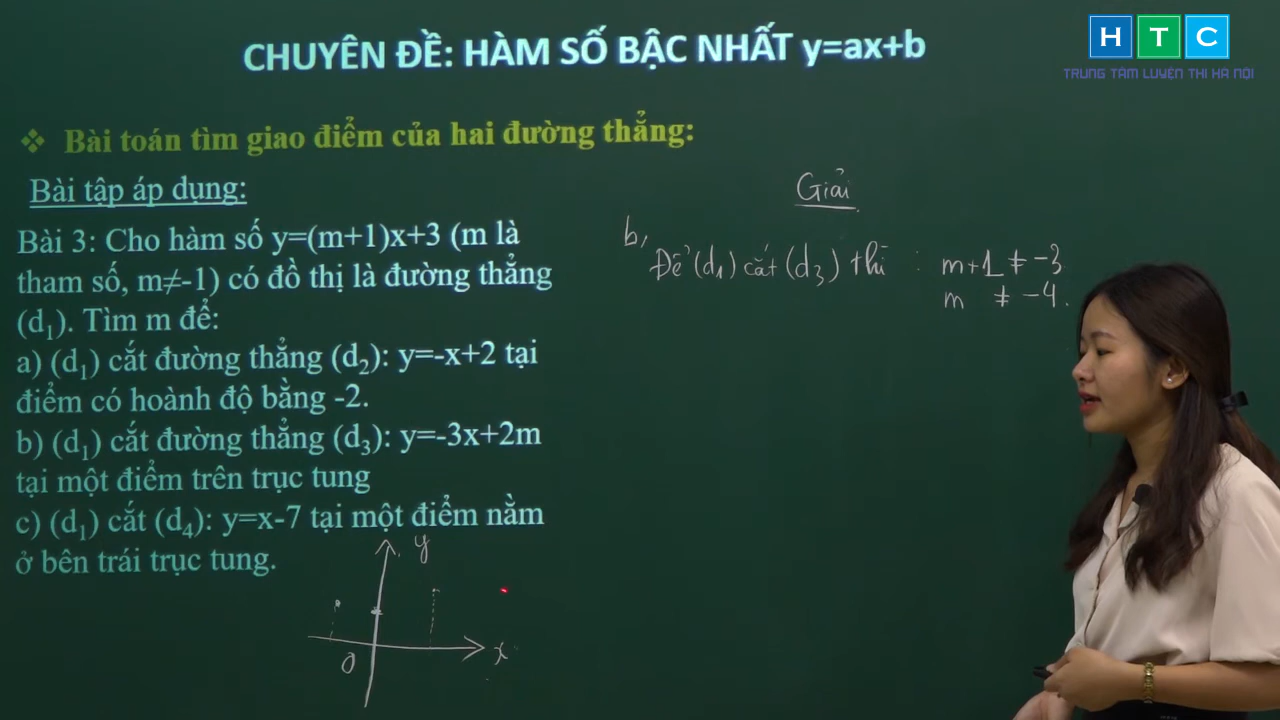 CHUYÊN ĐỀ: HÀM SỐ BẬC NHẤT y=ax+b
HTC
TRUNG TÂM LUYỆN THI HÀ NỘI
❖ Bài toán tìm giao điểm của hai đường thẳng:
Bài tập áp dụng:
Bài 3: Cho hàm số y=(m+1)x+3 (m là
tham số, m≠-1) có đồ thị là đường thẳng
(d₁). Tìm m để:
a) (d₁) cắt đường thẳng (d₂): y=-x+2 tại
điểm có hoành độ bằng -2.
b) (d₁) cắt đường thẳng (d₃): y=-3x+2m
tại một điểm trên trục tung
c) (d₁) cắt (d₄): y=x-7 tại một điểm nằm
ở bên trái trục tung.
y
O
x
Giải
b,
Để (d₁) cắt (d₃) thì : m+1 ≠ -3
m ≠ -4.